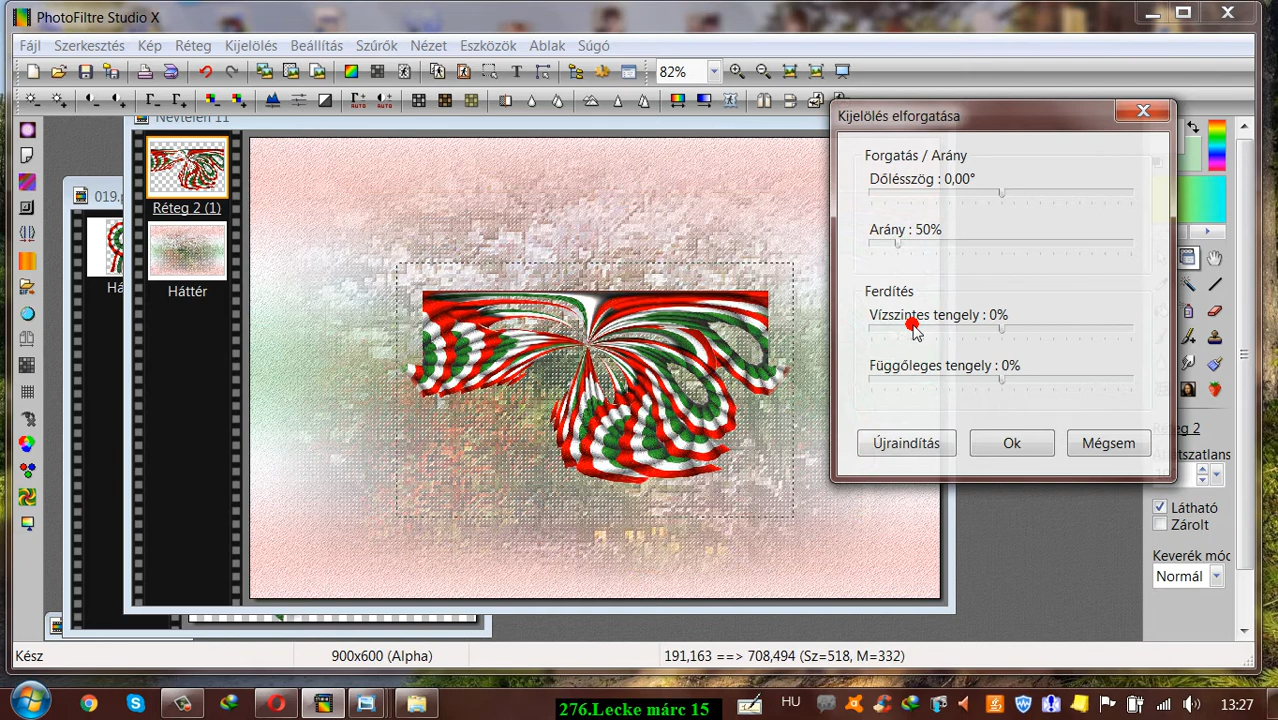 PhotoFiltre Studio X
Fájl Szerkesztés Kép Réteg Kijelölés Beállítás Szűrők Nézet Eszközök Ablak Súgó
82%
Névtelen 11
019.
Réteg 2 (1)
Háttér
Kijelölés elforgatása
Forgatás / Arány
Dőlésszög : 0,00°
Arány : 50%
Ferdítés
Vízszintes tengely : 0%
Függőleges tengely : 0%
Újraindítás Ok Mégsem
Réteg 2
Látható
Zárolt
Keverék móc
Normál
Kész 900x600 (Alpha) 191,163 ==> 708,494 (Sz=518, M=332)
276.Lecke márc 15
HU
13:27